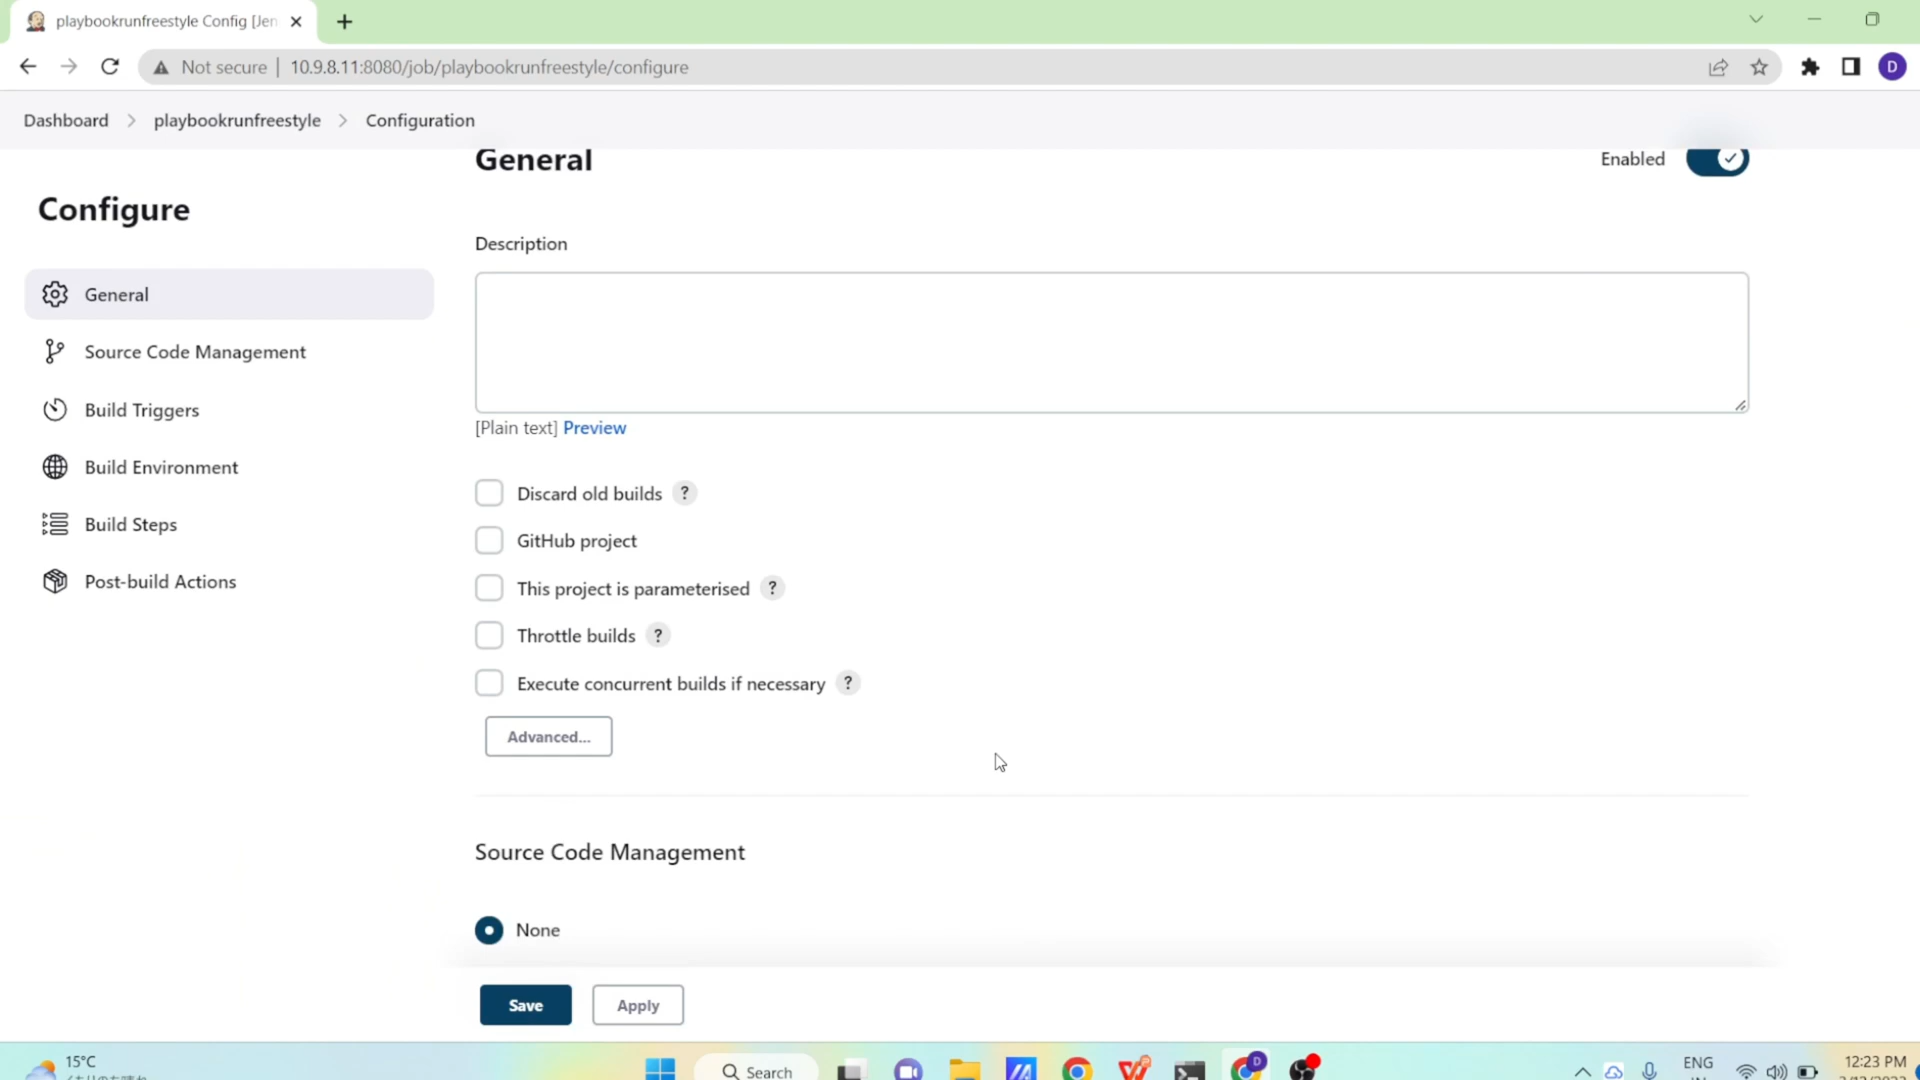 playbookrunfreestyle Config [Jen
Not secure
10.9.8.11:8080/job/playbookrunfreestyle/configure
D
Dashboard
playbookrunfreestyle
Configuration
General
Enabled
Configure
General
Source Code Management
Build Triggers
Build Environment
Build Steps
Post-build Actions
Description
[Plain text] Preview
Discard old builds ?
GitHub project
This project is parameterised ?
Throttle builds ?
Execute concurrent builds if necessary ?
Advanced...
Source Code Management
None
Save
Apply
15°C
Search
D
ENG
12:23 PM